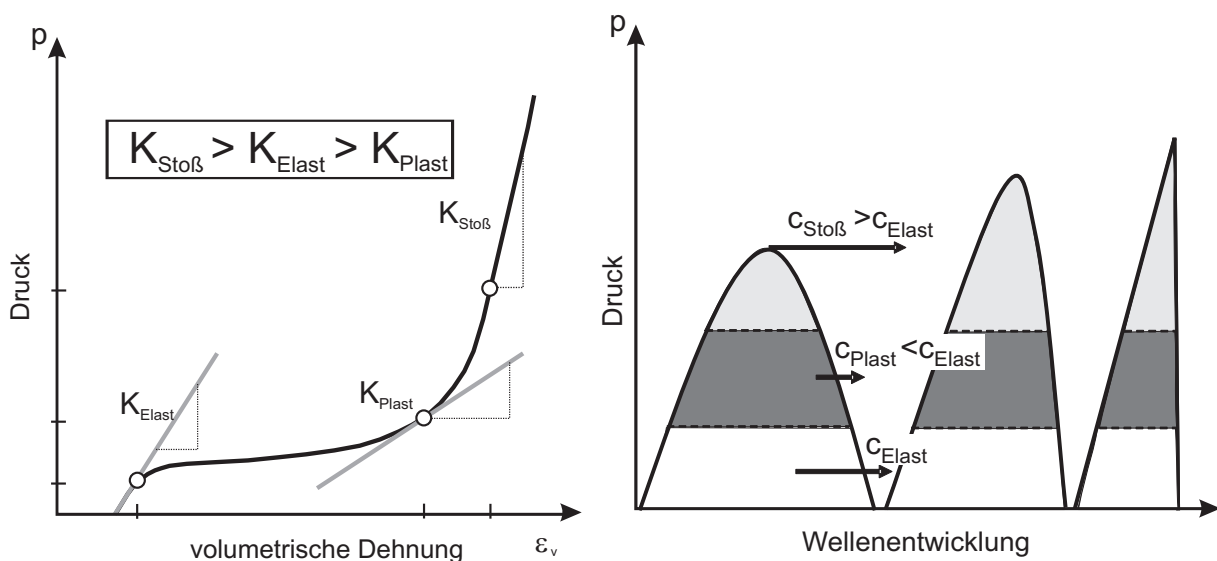 p
K_Stoß > K_Elast > K_Plast
K_Stoß
K_Plast
K_Elast
Druck
volumetrische Dehnung
ε_v
p
c_Stoß >c_Elast
c_Plast <c_Elast
c_Elast
Druck
Wellenentwicklung